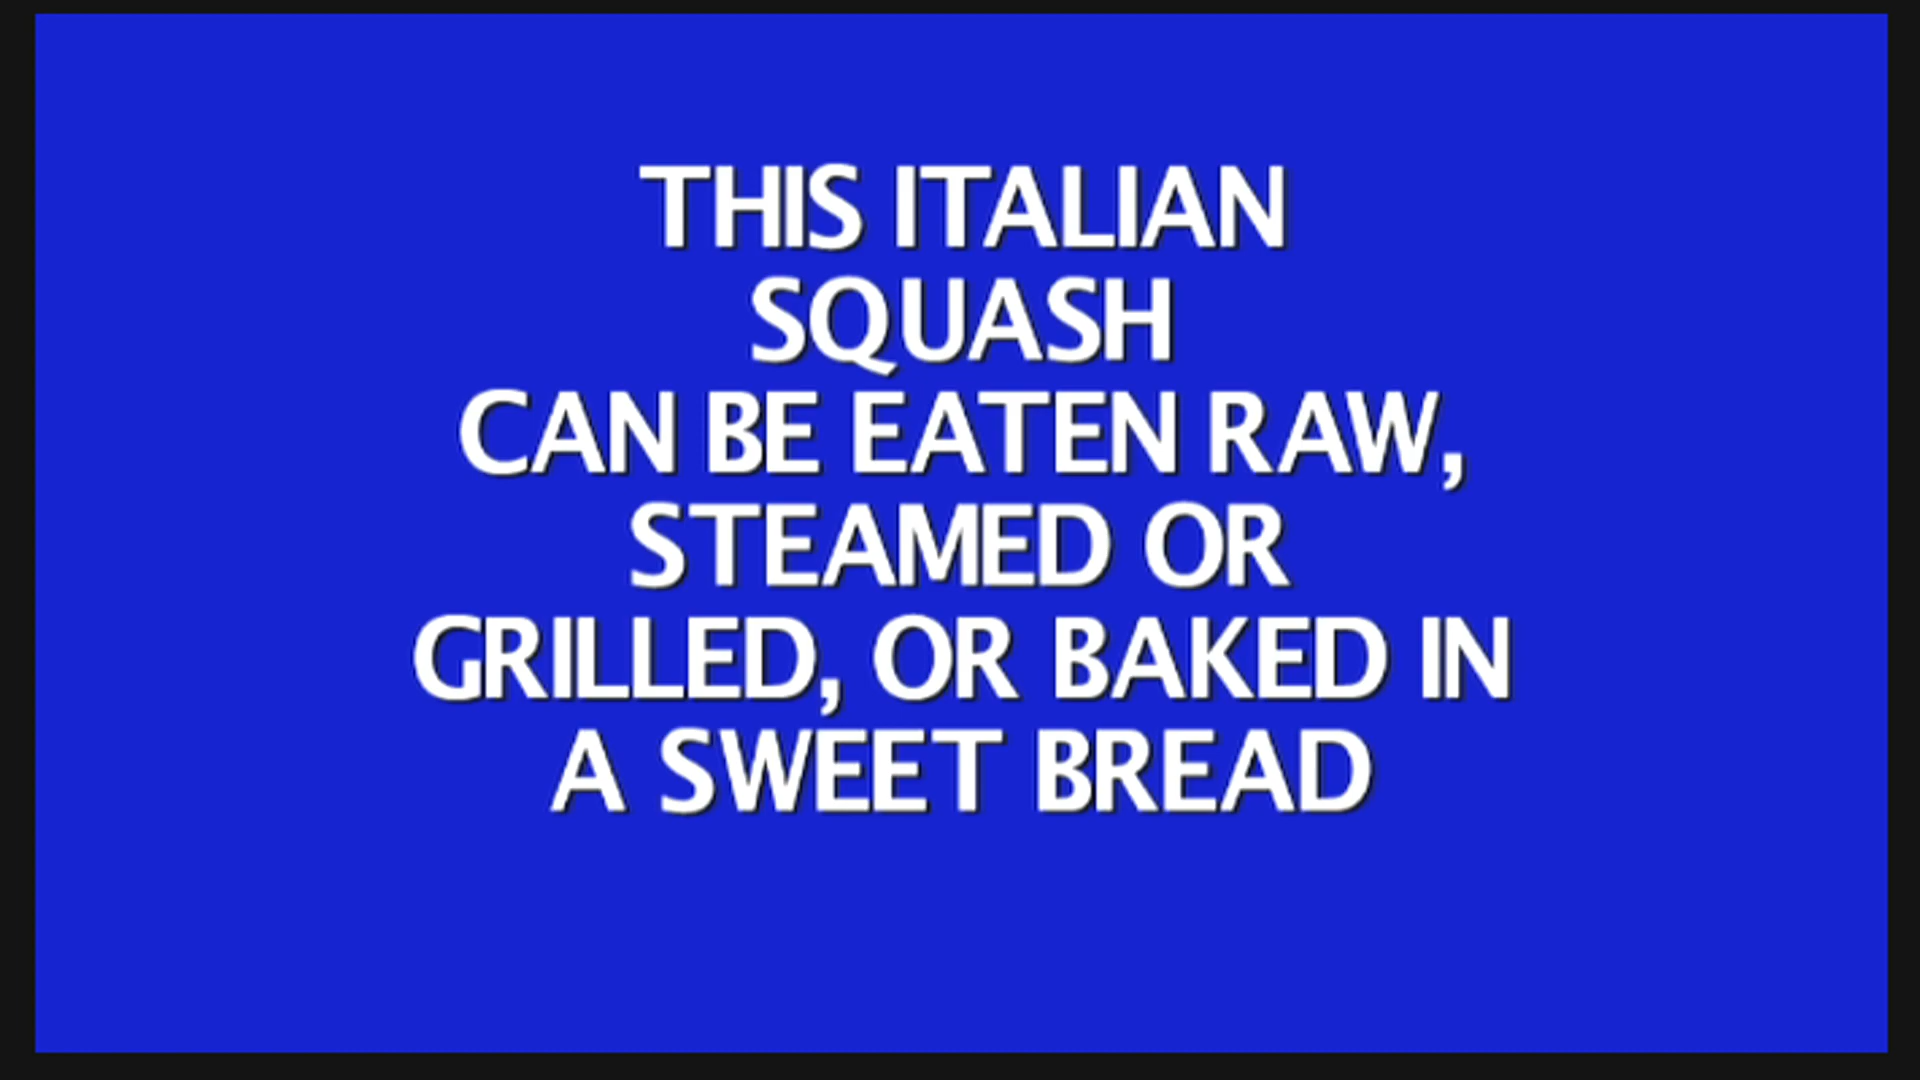 THIS ITALIAN
SQUASH
CAN BE EATEN RAW,
STEAMED OR
GRILLED, OR BAKED IN
A SWEET BREAD